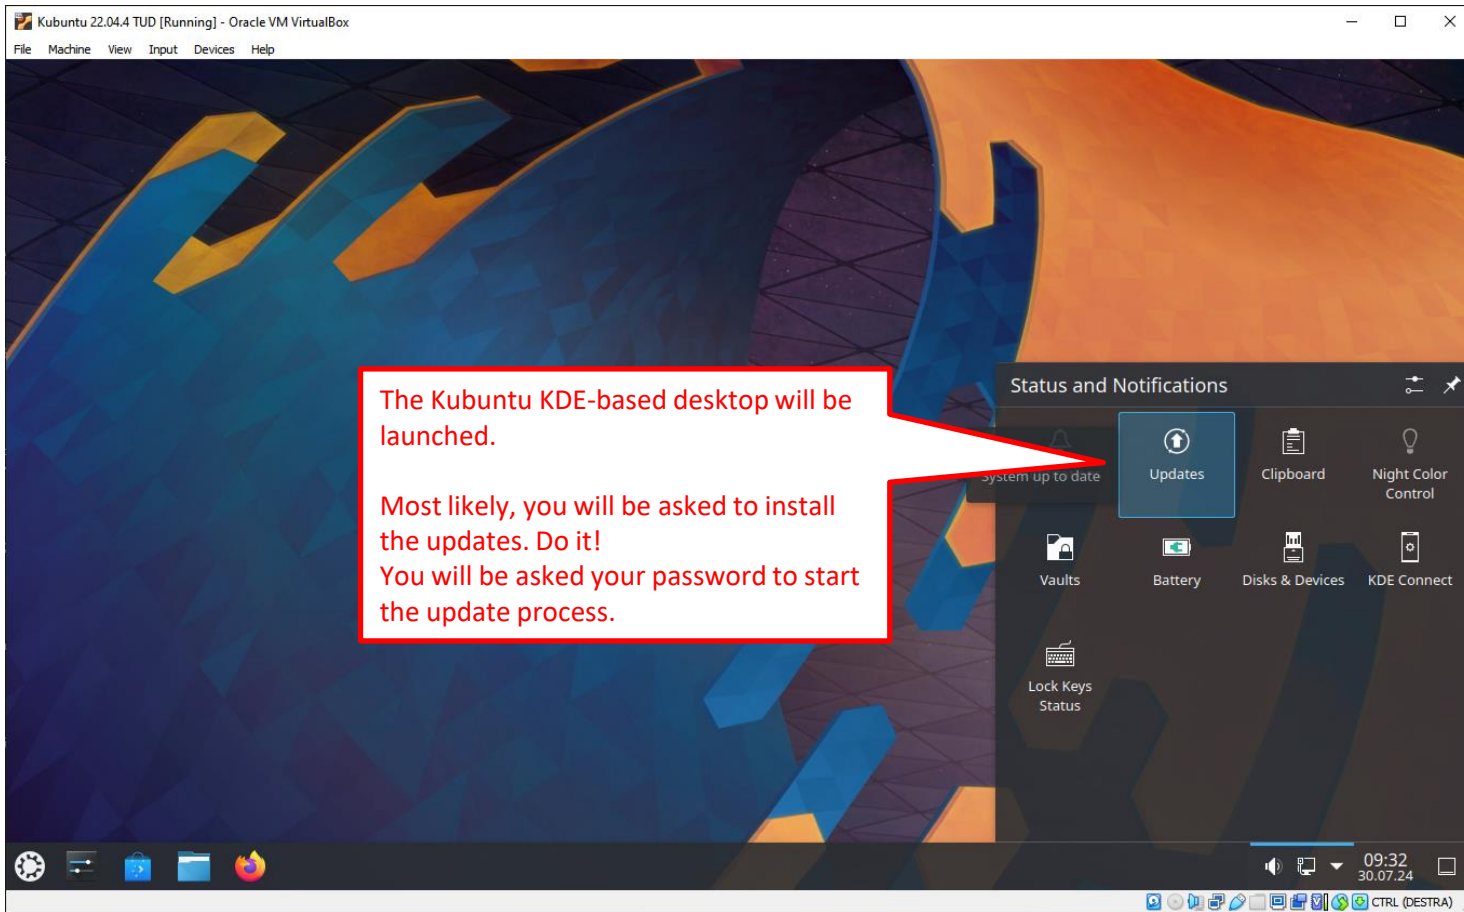 Kubuntu 22.04.4 TUD [Running] - Oracle VM VirtualBox
File Machine View Input Devices Help
The Kubuntu KDE-based desktop will be
launched.
Most likely, you will be asked to install
the updates. Do it!
You will be asked your password to start
the update process.
Status and Notifications
System up to date
Updates
Clipboard
Night Color
Control
Vaults
Battery
Disks & Devices
KDE Connect
Lock Keys
Status
09:32
30.07.24
CTRL (DESTRA)